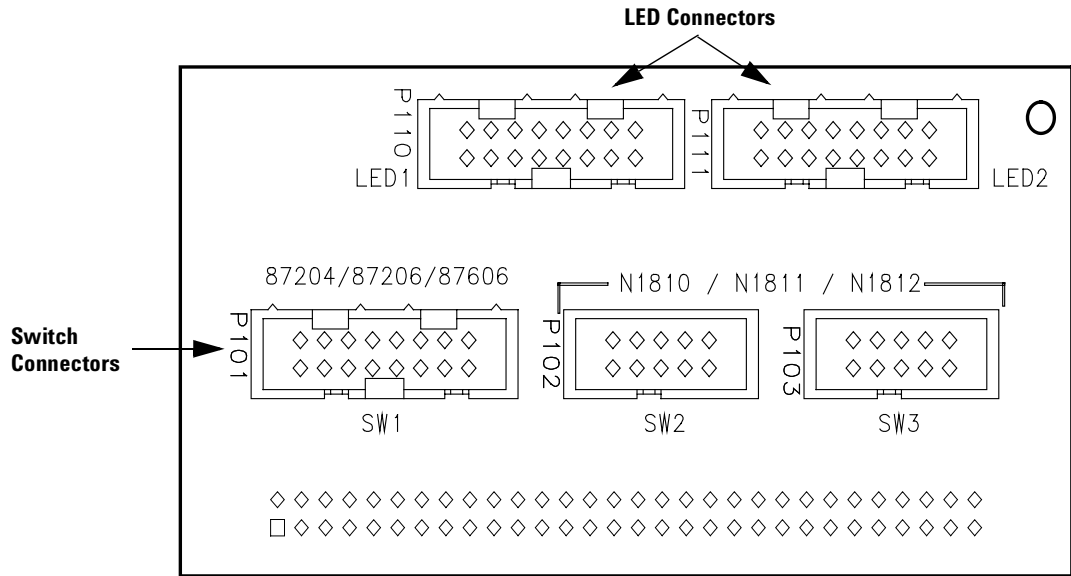 LED Connectors
P110
LED1
P111
LED2
87204/87206/87606
N1810 / N1811 / N1812
Switch
Connectors
P101
SW1
P102
SW2
P103
SW3